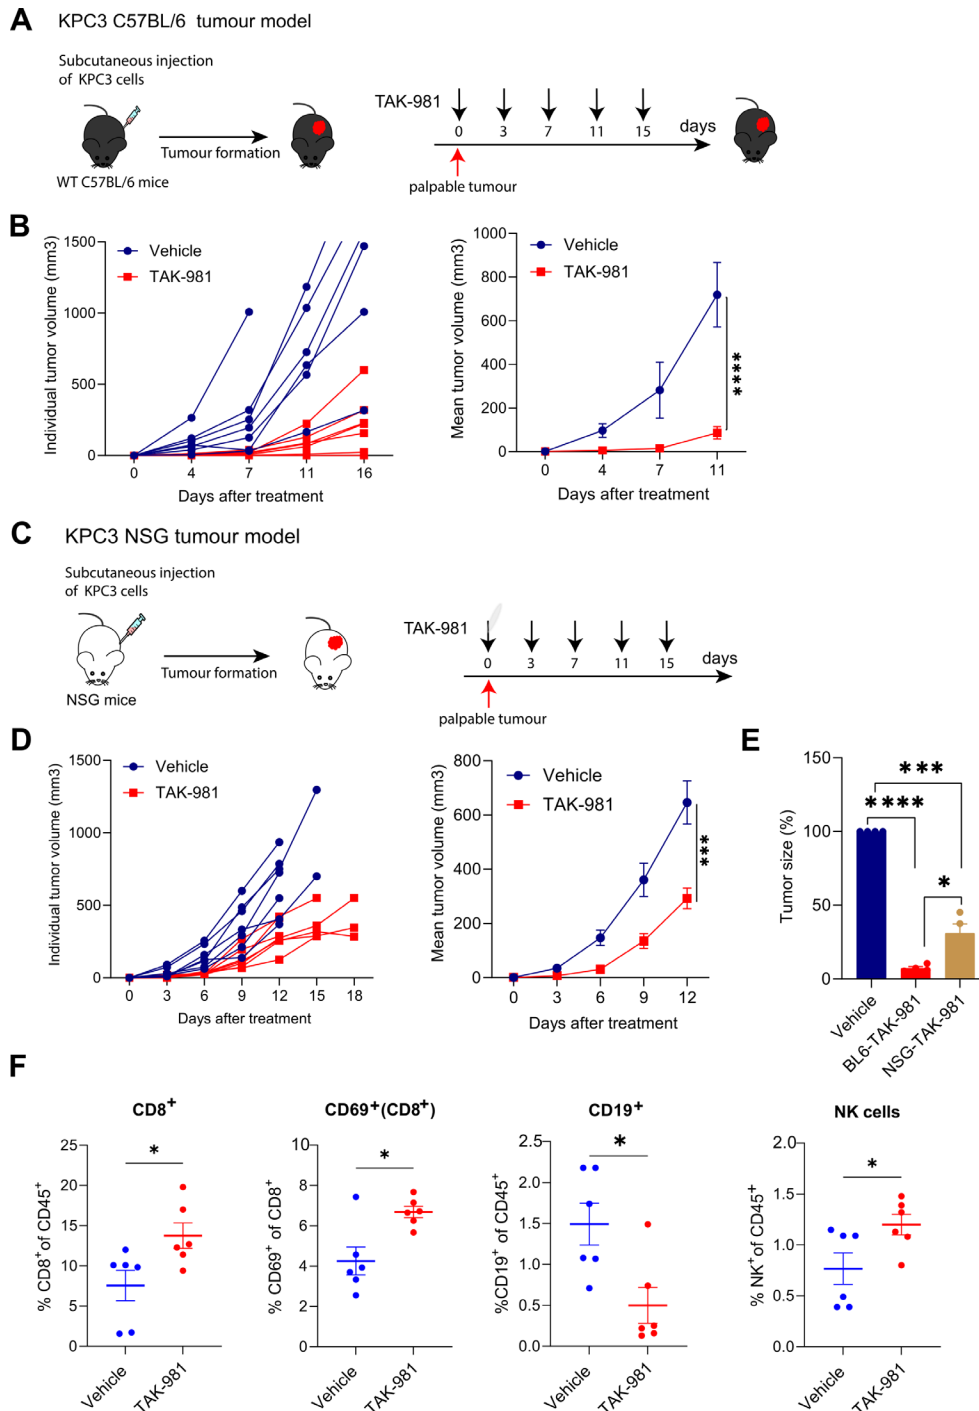 A KPC3 C57BL/6 tumour model
Subcutaneous injection
of KPC3 cells
Tumour formation
WT C57BL/6 mice
TAK-981
0 3 7 11 15 days
palpable tumour
B
Individual tumor volume (mm3)
1500
1000
500
0
Vehicle
TAK-981
0 4 7 11 16
Days after treatment
Mean tumor volume (mm3)
1000
800
600
400
200
0
Vehicle
TAK-981
****
0 4 7 11
Days after treatment
C KPC3 NSG tumour model
Subcutaneous injection
of KPC3 cells
Tumour formation
NSG mice
TAK-981
0 3 7 11 15 days
palpable tumour
D
Individual tumor volume (mm3)
1500
1000
500
0
Vehicle
TAK-981
0 3 6 9 12 15 18
Days after treatment
Mean tumor volume (mm3)
800
600
400
200
0
Vehicle
TAK-981
***
0 3 6 9 12
Days after treatment
E
Tumor size (%)
150
100
50
0
***
****
*
Vehicle
BL6-TAK-981
NSG-TAK-981
F
CD8+
% CD8+ of CD45+
25
20
15
10
5
0
*
Vehicle
TAK-981
CD69+(CD8+)
% CD69+ of CD8+
10
8
6
4
2
0
*
Vehicle
TAK-981
CD19+
%CD19+ of CD45+
2.5
2.0
1.5
1.0
0.5
0.0
*
Vehicle
TAK-981
NK cells
% NK+of CD45+
2.0
1.5
1.0
0.5
0.0
*
Vehicle
TAK-981